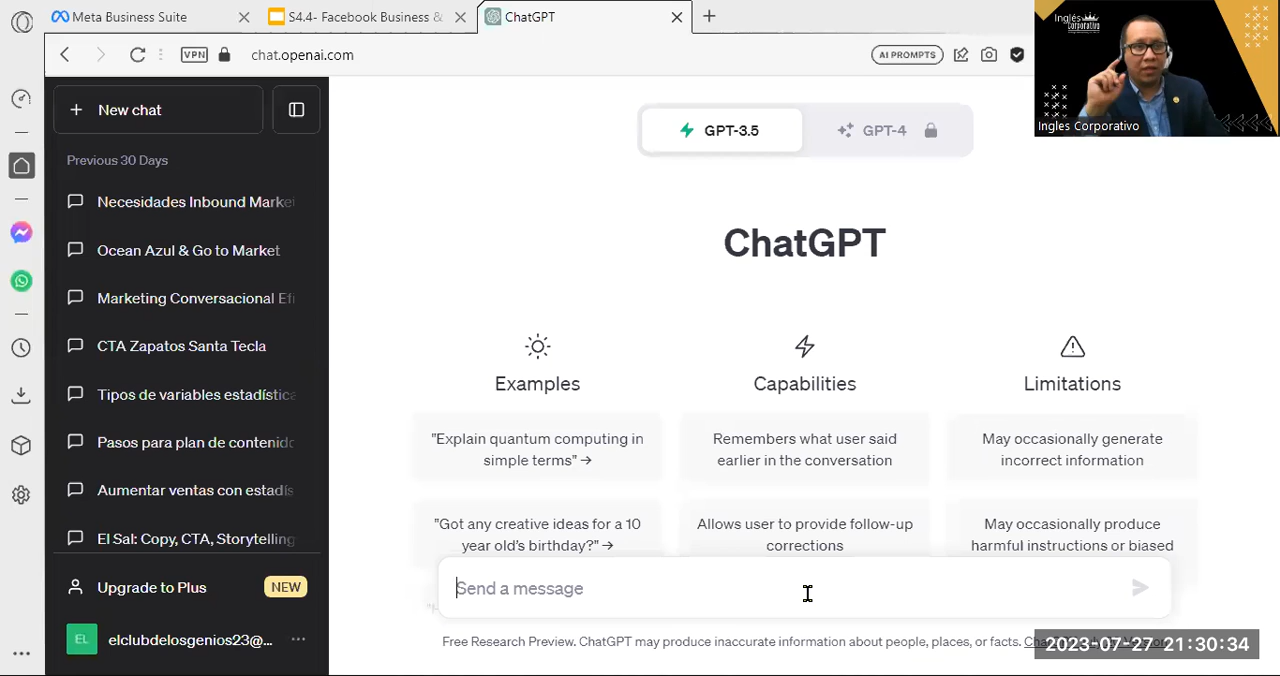 Meta Business Suite
S4.4- Facebook Business &
ChatGPT
VPN
chat.openai.com
AI PROMPTS
Inglés
Corporativo
Ingles Corporativo
New chat
Previous 30 Days
Necesidades Inbound Marke
Ocean Azul & Go to Market
Marketing Conversacional Efi
CTA Zapatos Santa Tecla
Tipos de variables estadística
Pasos para plan de contenido
Aumentar ventas con estadís
El Sal: Copy, CTA, Storytelling
Upgrade to Plus
NEW
EL
elclubdelosgenios23@...
GPT-3.5
GPT-4
ChatGPT
Examples
Capabilities
Limitations
"Explain quantum computing in
simple terms" →
Remembers what user said
earlier in the conversation
May occasionally generate
incorrect information
"Got any creative ideas for a 10
year old's birthday?" →
Allows user to provide follow-up
corrections
May occasionally produce
harmful instructions or biased
Send a message
Free Research Preview. ChatGPT may produce inaccurate information about people, places, or facts.
2023-07-27 21:30:34